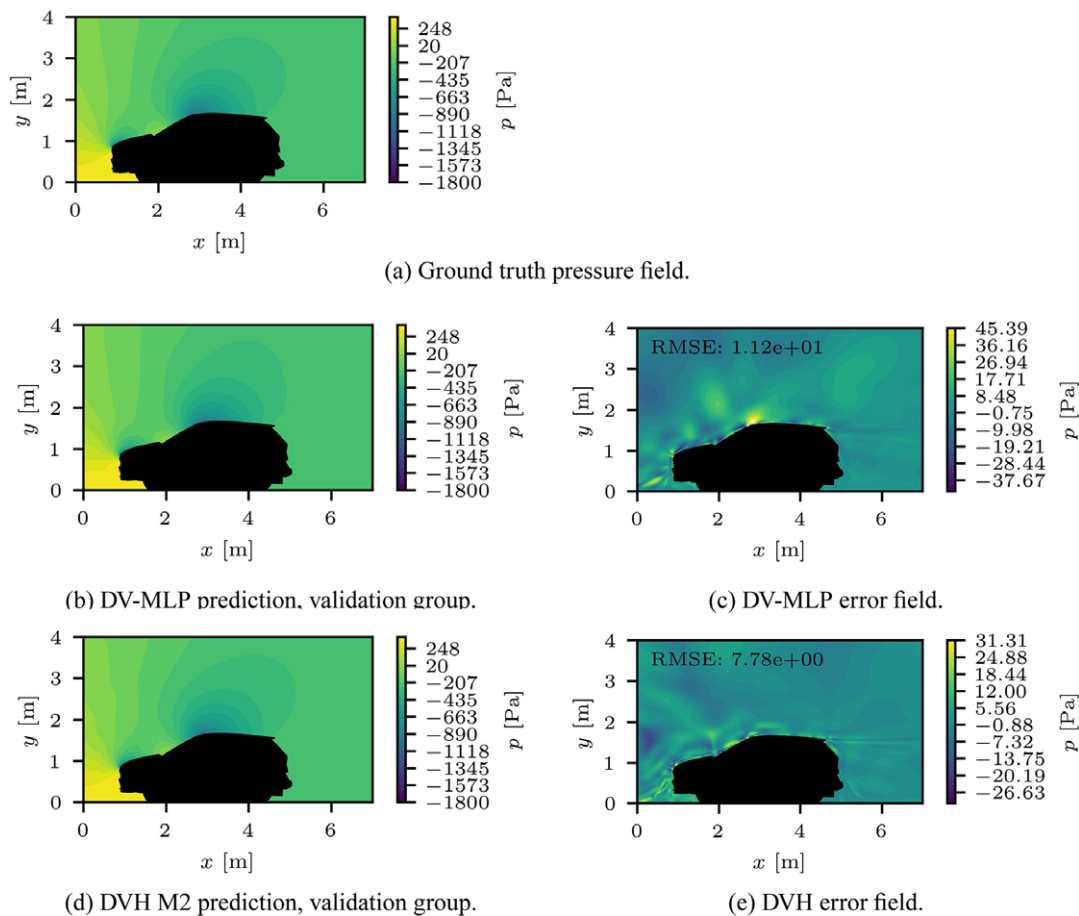 4
3
2
1
0
y [m]
0 2 4 6
x [m]
248
20
−207
−435
−663
−890
−1118
−1345
−1573
−1800
p [Pa]
(a) Ground truth pressure field.
4
3
2
1
0
y [m]
0 2 4 6
x [m]
248
20
−207
−435
−663
−890
−1118
−1345
−1573
−1800
p [Pa]
(b) DV-MLP prediction, validation group.
RMSE: 1.12e+01
4
3
2
1
0
y [m]
0 2 4 6
x [m]
45.39
36.16
26.94
17.71
8.48
−0.75
−9.98
−19.21
−28.44
−37.67
p [Pa]
(c) DV-MLP error field.
4
3
2
1
0
y [m]
0 2 4 6
x [m]
248
20
−207
−435
−663
−890
−1118
−1345
−1573
−1800
p [Pa]
(d) DVH M2 prediction, validation group.
RMSE: 7.78e+00
4
3
2
1
0
y [m]
0 2 4 6
x [m]
31.31
24.88
18.44
12.00
5.56
−0.88
−7.32
−13.75
−20.19
−26.63
p [Pa]
(e) DVH error field.